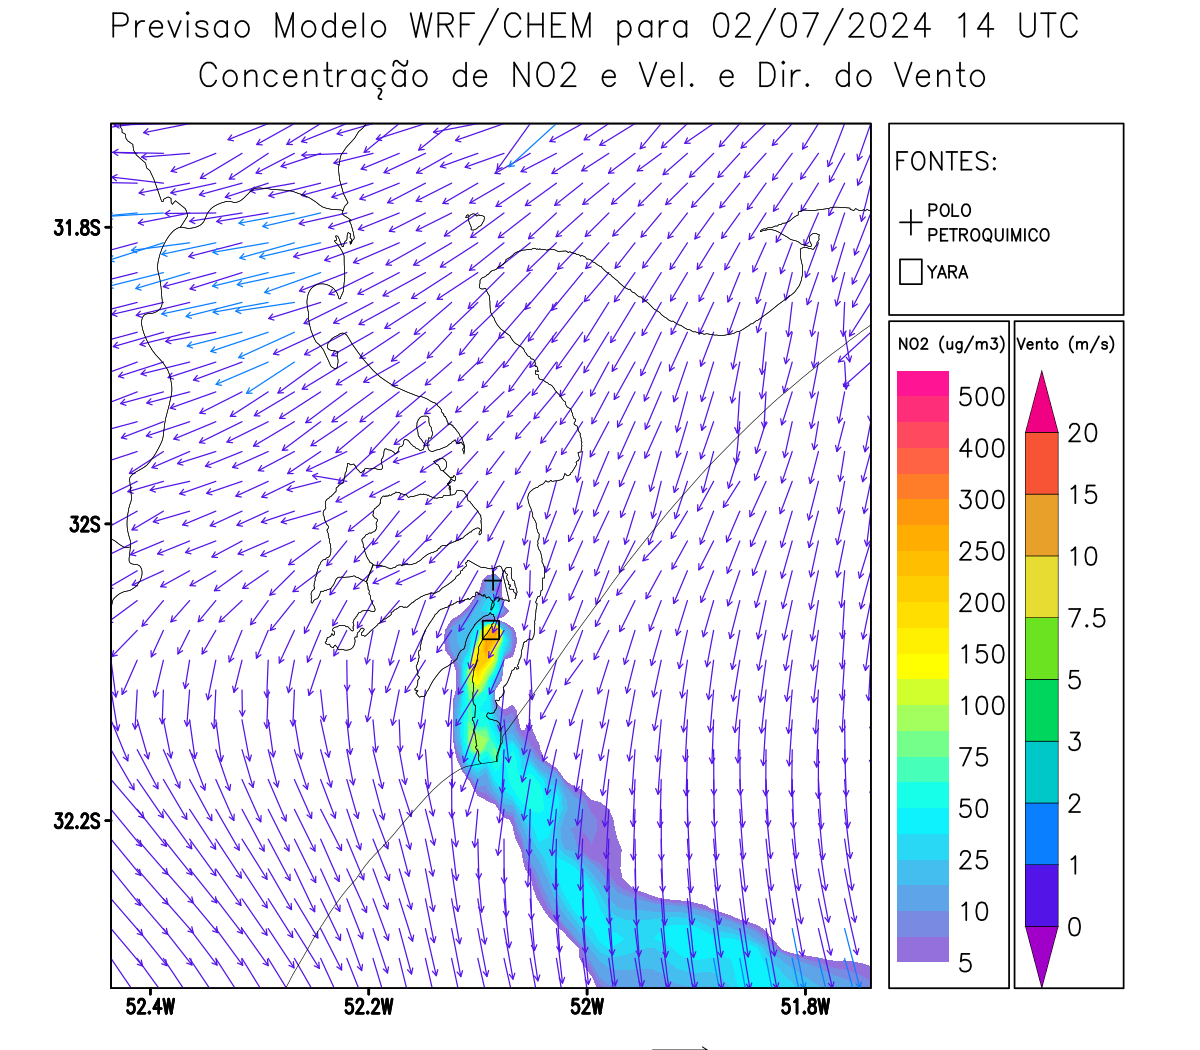 Previsao Modelo WRF/CHEM para 02/07/2024 14 UTC
Concentração de NO2 e Vel. e Dir. do Vento
FONTES:
POLO
PETROQUIMICO
YARA
NO2 (ug/m3)
500
400
300
250
200
150
100
75
50
25
10
5
Vento (m/s)
20
15
10
7.5
5
3
2
1
0
31.8S
32S
32.2S
52.4W 52.2W 52W 51.8W